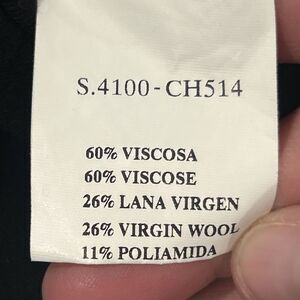 S.4100-CH514
60% VISCOSA
60% VISCOSE
26% LANA VIRGEN
26% VIRGIN WOOL
11% POLIAMIDA